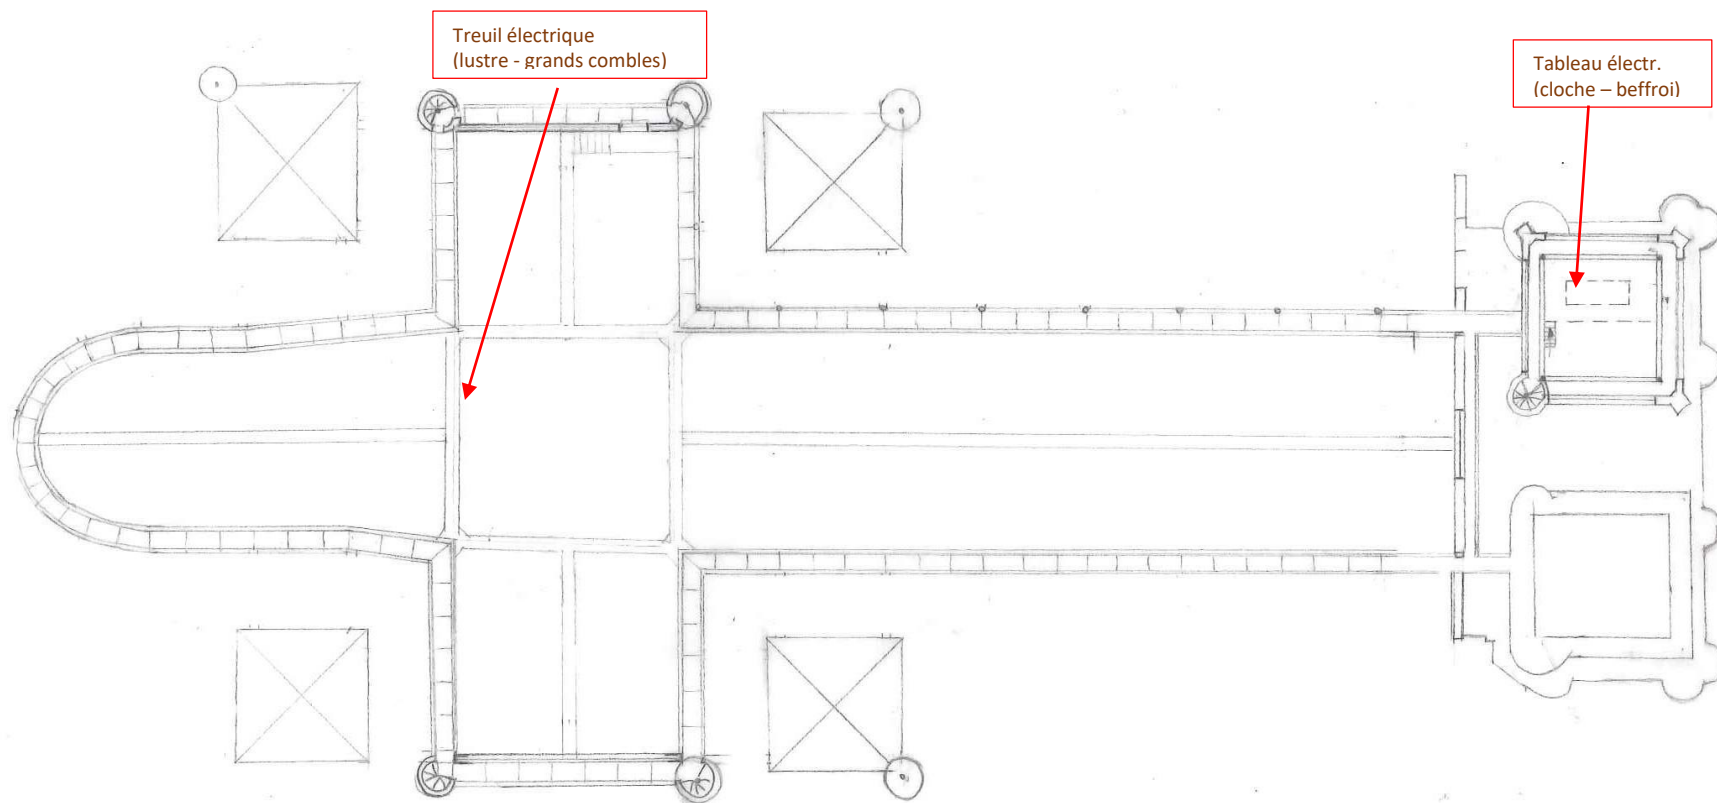 Treuil électrique
(lustre - grands combles)
Tableau électr.
(cloche – beffroi)